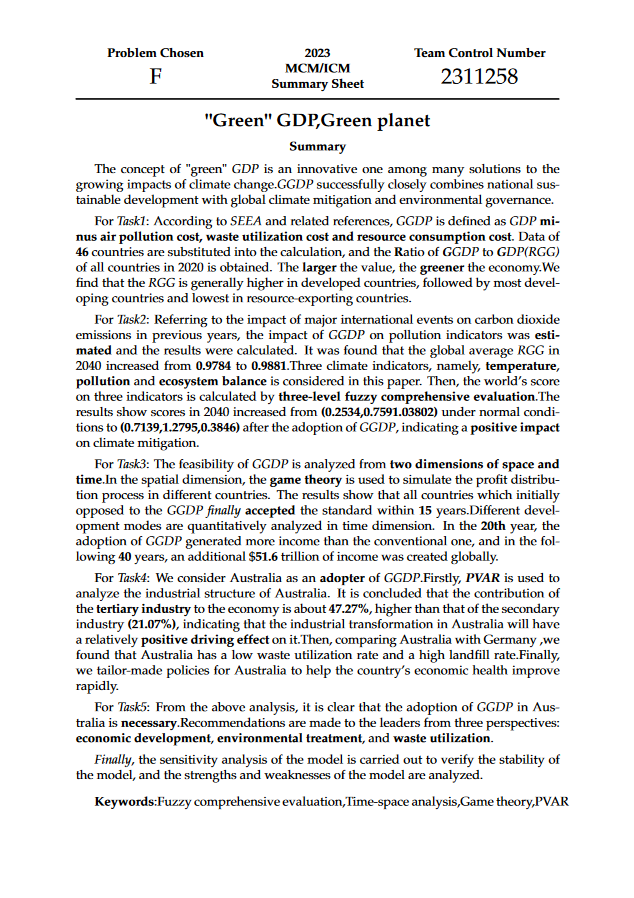 Problem Chosen
F
2023
MCM/ICM
Summary Sheet
Team Control Number
2311258
"Green" GDP,Green planet
Summary
The concept of "green" GDP is an innovative one among many solutions to the
growing impacts of climate change.GGDP successfully closely combines national sus-
tainable development with global climate mitigation and environmental governance.
For Task1: According to SEEA and related references, GGDP is defined as GDP mi-
nus air pollution cost, waste utilization cost and resource consumption cost. Data of
46 countries are substituted into the calculation, and the Ratio of GGDP to GDP(RGG)
of all countries in 2020 is obtained. The larger the value, the greener the economy.We
find that the RGG is generally higher in developed countries, followed by most devel-
oping countries and lowest in resource-exporting countries.
For Task2: Referring to the impact of major international events on carbon dioxide
emissions in previous years, the impact of GGDP on pollution indicators was esti-
mated and the results were calculated. It was found that the global average RGG in
2040 increased from 0.9784 to 0.9881.Three climate indicators, namely, temperature,
pollution and ecosystem balance is considered in this paper. Then, the world's score
on three indicators is calculated by three-level fuzzy comprehensive evaluation.The
results show scores in 2040 increased from (0.2534,0.7591.03802) under normal condi-
tions to (0.7139,1.2795,0.3846) after the adoption of GGDP, indicating a positive impact
on climate mitigation.
For Task3: The feasibility of GGDP is analyzed from two dimensions of space and
time.In the spatial dimension, the game theory is used to simulate the profit distribu-
tion process in different countries. The results show that all countries which initially
opposed to the GGDP finally accepted the standard within 15 years.Different devel-
opment modes are quantitatively analyzed in time dimension. In the 20th year, the
adoption of GGDP generated more income than the conventional one, and in the fol-
lowing 40 years, an additional $51.6 trillion of income was created globally.
For Task4: We consider Australia as an adopter of GGDP.Firstly, PVAR is used to
analyze the industrial structure of Australia. It is concluded that the contribution of
the tertiary industry to the economy is about 47.27%, higher than that of the secondary
industry (21.07%), indicating that the industrial transformation in Australia will have
a relatively positive driving effect on it.Then, comparing Australia with Germany ,we
found that Australia has a low waste utilization rate and a high landfill rate.Finally,
we tailor-made policies for Australia to help the country's economic health improve
rapidly.
For Task5: From the above analysis, it is clear that the adoption of GGDP in Aus-
tralia is necessary.Recommendations are made to the leaders from three perspectives:
economic development, environmental treatment, and waste utilization.
Finally, the sensitivity analysis of the model is carried out to verify the stability of
the model, and the strengths and weaknesses of the model are analyzed.
Keywords:Fuzzy comprehensive evaluation,Time-space analysis,Game theory,PVAR